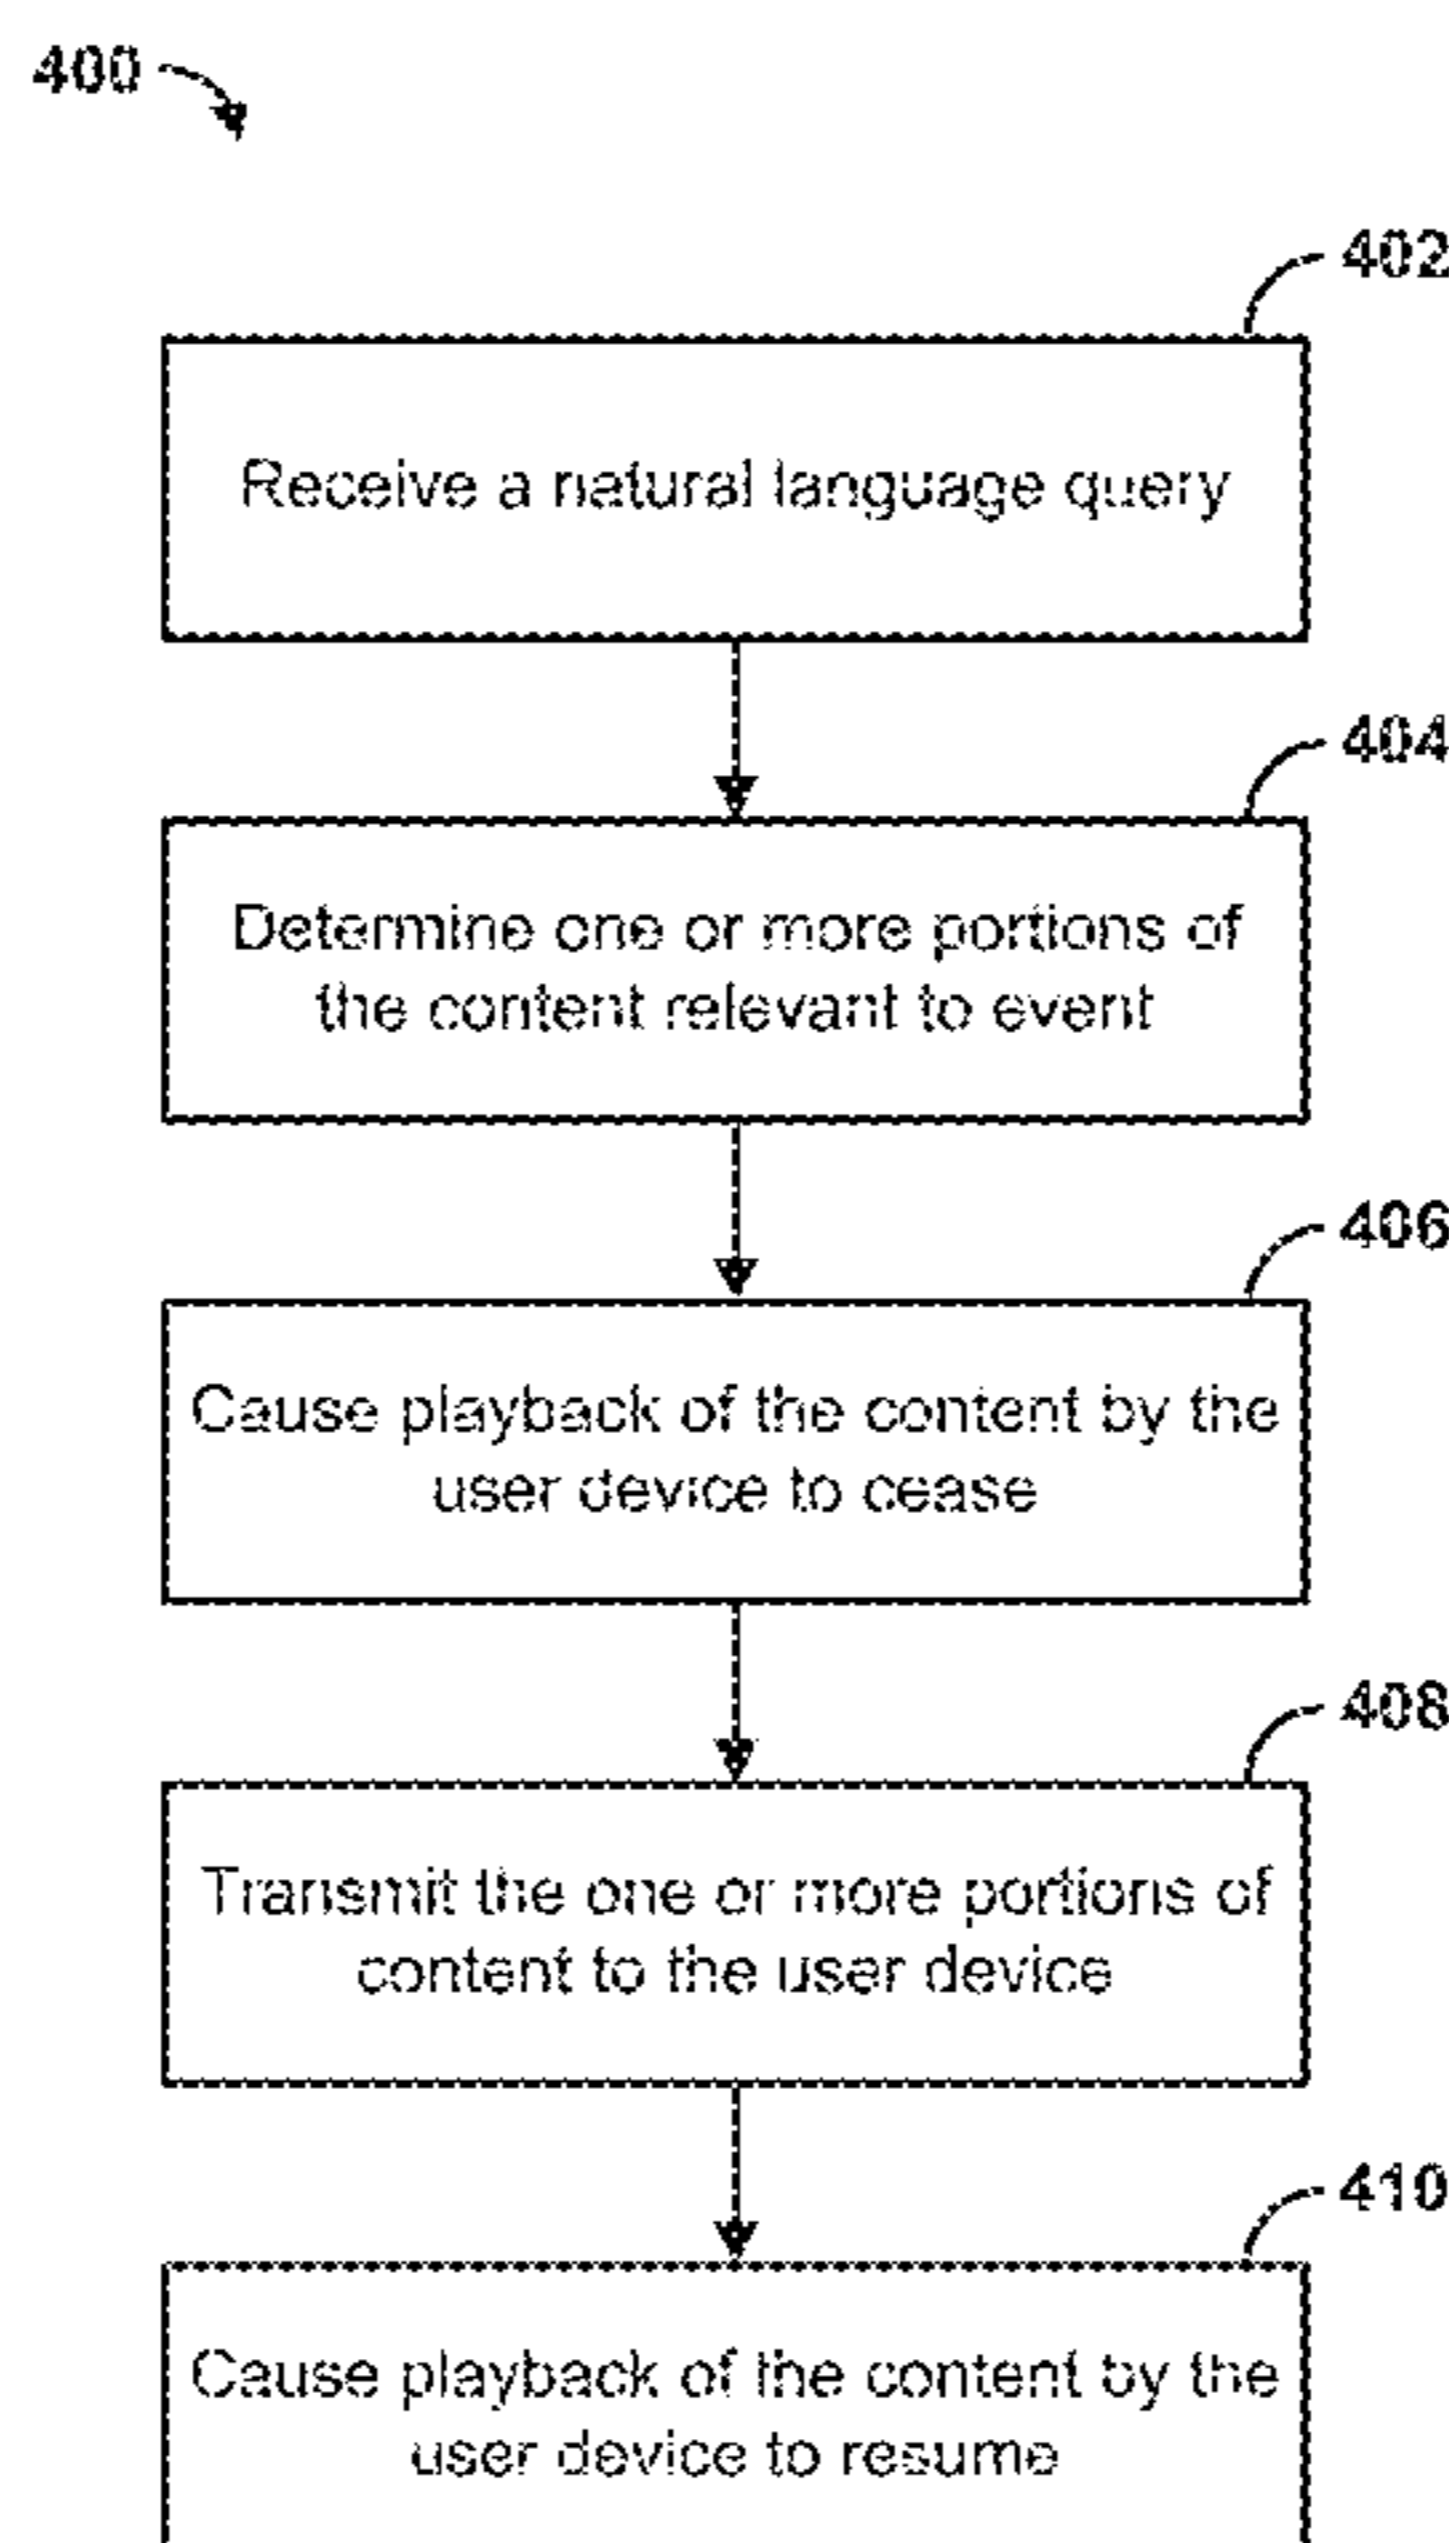 400
402
Receive a natural language query
404
Determine one or more portions of
the content relevant to event
406
Cause playback of the content by the
user device to cease
408
Transmit the one or more portions of
content to the user device
410
Cause playback of the content by the
user device to resume